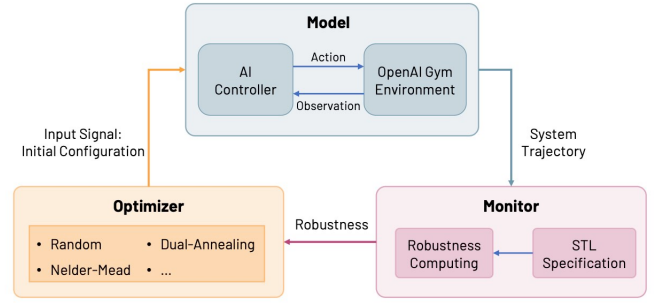 Model
AI
Controller
Action
Observation
OpenAI Gym
Environment
Input Signal:
Initial Configuration
System
Trajectory
Optimizer
• Random
• Dual-Annealing
• Nelder-Mead
• ...
Robustness
Monitor
Robustness
Computing
STL
Specification